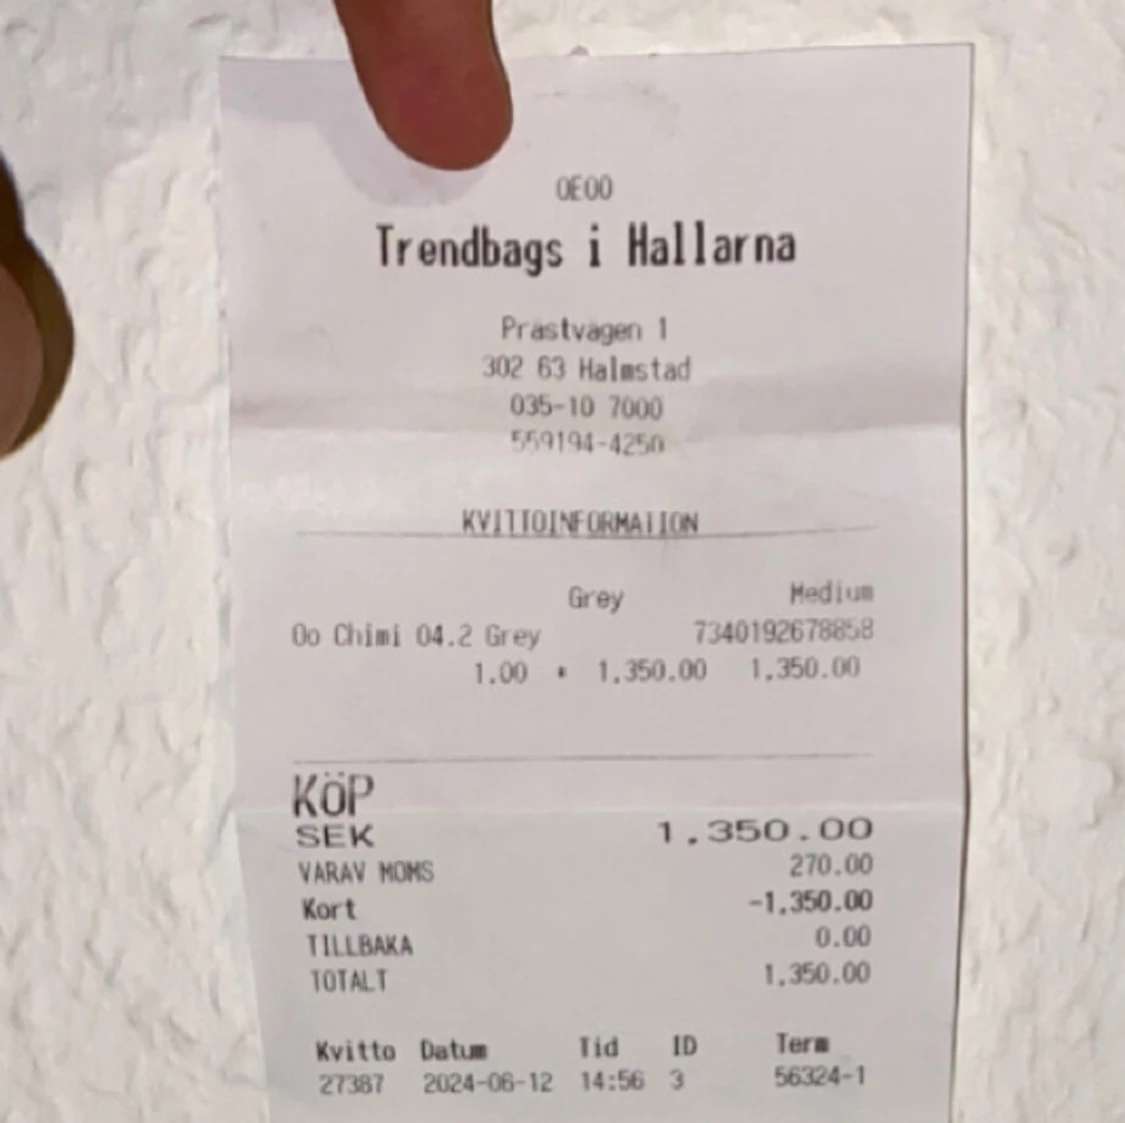 OEOO
Trendbags i Hallarna
Prästvägen 1
302 63 Halmstad
035-10 7000
559194-4250
KVITTOINFORMATION
Grey Medium
Oo Chimi 04.2 Grey 7340192678858
1.00 * 1,350.00 1,350.00
KÖP
SEK 1,350.00
VARAV MOMS 270.00
Kort -1,350.00
TILLBAKA 0.00
TOTALT 1,350.00
Kvitto Datum Tid ID Term
27387 2024-06-12 14:56 3 56324-1